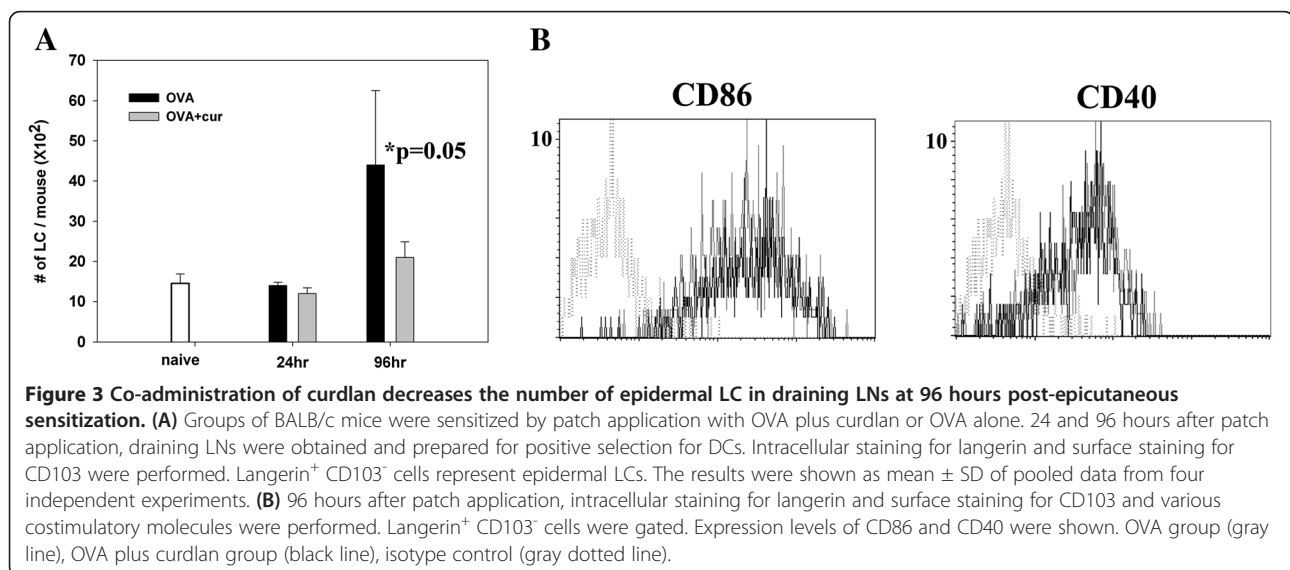 A
B
70
60
50
40
30
20
10
0
# of LC / mouse (X10²)
OVA
OVA+cur
*p=0.05
naive
24hr
96hr
CD86
10
CD40
10
Figure 3 Co-administration of curdlan decreases the number of epidermal LC in draining LNs at 96 hours post-epicutaneous
sensitization. (A) Groups of BALB/c mice were sensitized by patch application with OVA plus curdlan or OVA alone. 24 and 96 hours after patch
application, draining LNs were obtained and prepared for positive selection for DCs. Intracellular staining for langerin and surface staining for
CD103 were performed. Langerin⁺ CD103⁻ cells represent epidermal LCs. The results were shown as mean ± SD of pooled data from four
independent experiments. (B) 96 hours after patch application, intracellular staining for langerin and surface staining for CD103 and various
costimulatory molecules were performed. Langerin⁺ CD103⁻ cells were gated. Expression levels of CD86 and CD40 were shown. OVA group (gray
line), OVA plus curdlan group (black line), isotype control (gray dotted line).